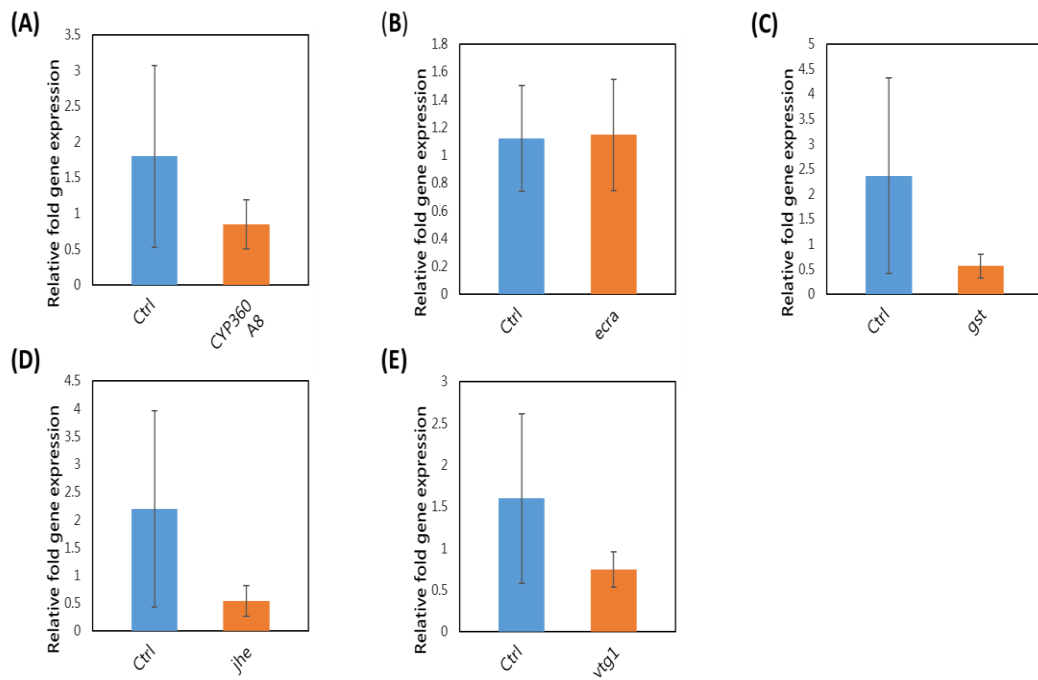 (A)
Relative fold gene expression
3.5
3
2.5
2
1.5
1
0.5
0
Ctrl
CYP360
A8
(B)
Relative fold gene expression
1.8
1.6
1.4
1.2
1
0.8
0.6
0.4
0.2
0
Ctrl
ecra
(C)
Relative fold gene expression
5
4.5
4
3.5
3
2.5
2
1.5
1
0.5
0
Ctrl
gst
(D)
Relative fold gene expression
4.5
4
3.5
3
2.5
2
1.5
1
0.5
0
Ctrl
jhe
(E)
Relative fold gene expression
3
2.5
2
1.5
1
0.5
0
Ctrl
vtg1